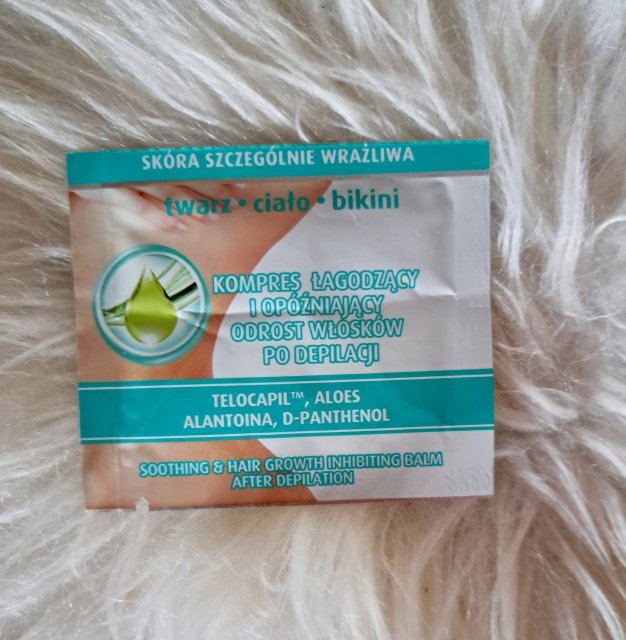 SKÓRA SZCZEGÓLNIE WRAŻLIWA
twarz • ciało • bikini
KOMPRES ŁAGODZĄCY
I OPÓŹNIAJĄCY
ODROST WŁOSKÓW
PO DEPILACJI
TELOCAPIL™, ALOES
ALANTOINA, D-PANTHENOL
SOOTHING & HAIR GROWTH INHIBITING BALM
AFTER DEPILATION